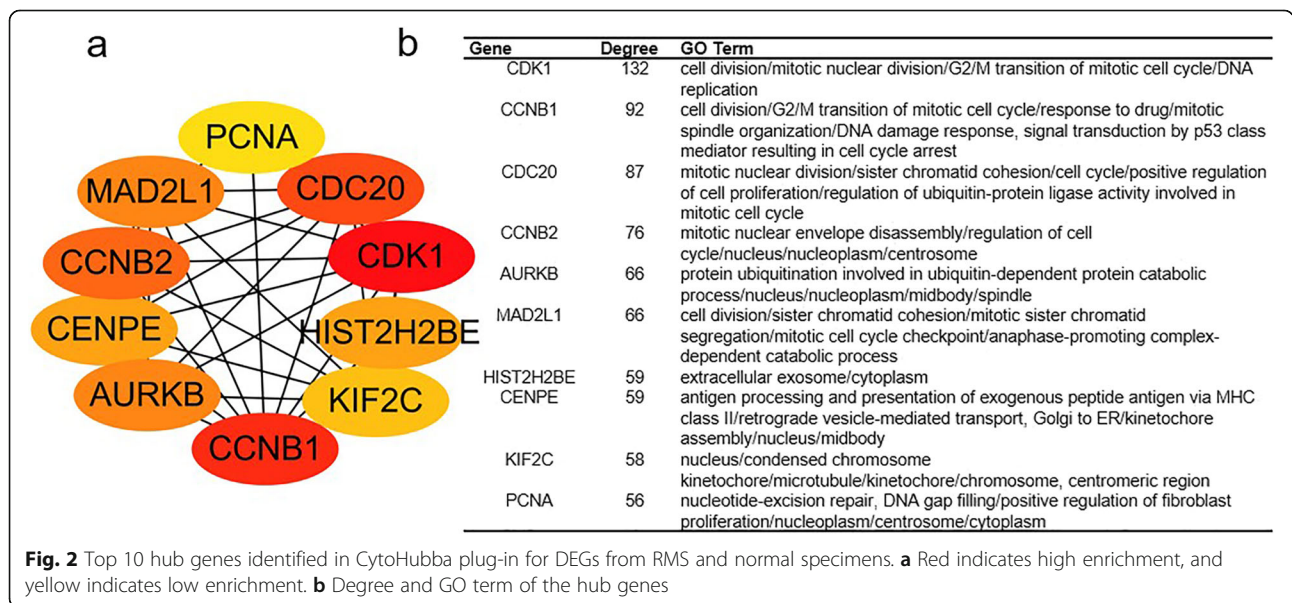 a
PCNA
MAD2L1
CDC20
CCNB2
CDK1
CENPE
HIST2H2BE
AURKB
KIF2C
CCNB1
b
Gene Degree GO Term
CDK1 132 cell division/mitotic nuclear division/G2/M transition of mitotic cell cycle/DNA
replication
CCNB1 92 cell division/G2/M transition of mitotic cell cycle/response to drug/mitotic
spindle organization/DNA damage response, signal transduction by p53 class
mediator resulting in cell cycle arrest
CDC20 87 mitotic nuclear division/sister chromatid cohesion/cell cycle/positive regulation
of cell proliferation/regulation of ubiquitin-protein ligase activity involved in
mitotic cell cycle
CCNB2 76 mitotic nuclear envelope disassembly/regulation of cell
cycle/nucleus/nucleoplasm/centrosome
AURKB 66 protein ubiquitination involved in ubiquitin-dependent protein catabolic
process/nucleus/nucleoplasm/midbody/spindle
MAD2L1 66 cell division/sister chromatid cohesion/mitotic sister chromatid
segregation/mitotic cell cycle checkpoint/anaphase-promoting complex-
dependent catabolic process
HIST2H2BE 59 extracellular exosome/cytoplasm
CENPE 59 antigen processing and presentation of exogenous peptide antigen via MHC
class II/retrograde vesicle-mediated transport, Golgi to ER/kinetochore
assembly/nucleus/midbody
KIF2C 58 nucleus/condensed chromosome
kinetochore/microtubule/kinetochore/chromosome, centromeric region
PCNA 56 nucleotide-excision repair, DNA gap filling/positive regulation of fibroblast
proliferation/nucleoplasm/centrosome/cytoplasm
Fig. 2 Top 10 hub genes identified in CytoHubba plug-in for DEGs from RMS and normal specimens. a Red indicates high enrichment, and
yellow indicates low enrichment. b Degree and GO term of the hub genes